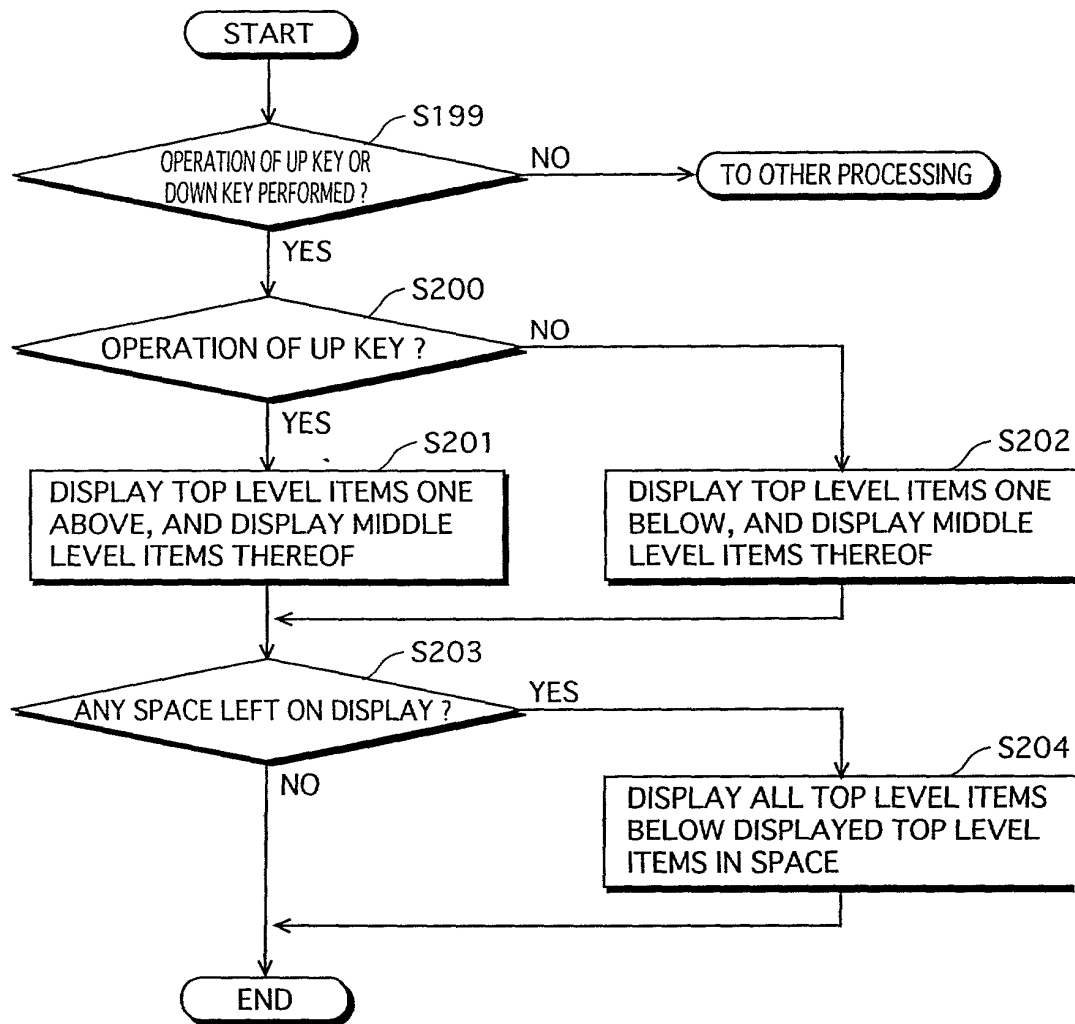 START
S199
OPERATION OF UP KEY OR
DOWN KEY PERFORMED ?
NO
TO OTHER PROCESSING
YES
S200
OPERATION OF UP KEY ?
NO
YES
S201
DISPLAY TOP LEVEL ITEMS ONE
ABOVE, AND DISPLAY MIDDLE
LEVEL ITEMS THEREOF
S202
DISPLAY TOP LEVEL ITEMS ONE
BELOW, AND DISPLAY MIDDLE
LEVEL ITEMS THEREOF
S203
ANY SPACE LEFT ON DISPLAY ?
YES
NO
S204
DISPLAY ALL TOP LEVEL ITEMS
BELOW DISPLAYED TOP LEVEL
ITEMS IN SPACE
END